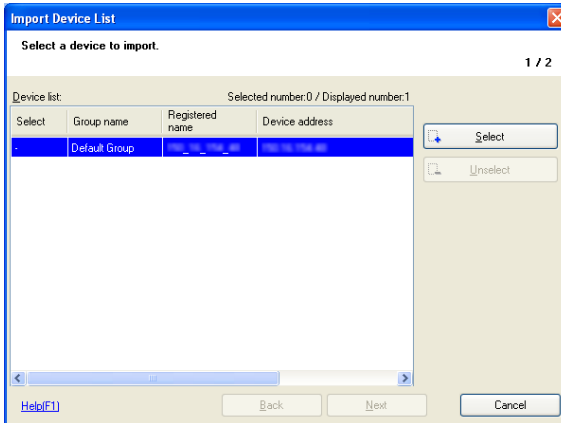 Import Device List
Select a device to import.
1 / 2
Device list:
Selected number:0 / Displayed number:1
Select Group name Registered name Device address
- Default Group
Select
Unselect
Help(F1)
Back Next Cancel